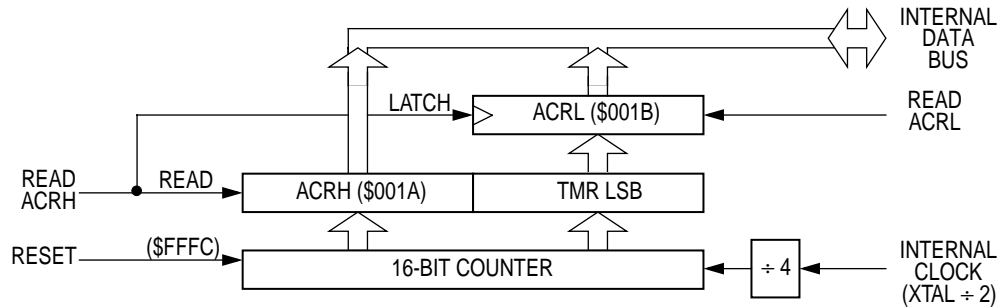 INTERNAL
DATA
BUS
LATCH
ACRL ($001B)
READ
ACRL
READ
ACRH
READ
ACRH ($001A)
TMR LSB
RESET
($FFFC)
16-BIT COUNTER
÷ 4
INTERNAL
CLOCK
(XTAL ÷ 2)